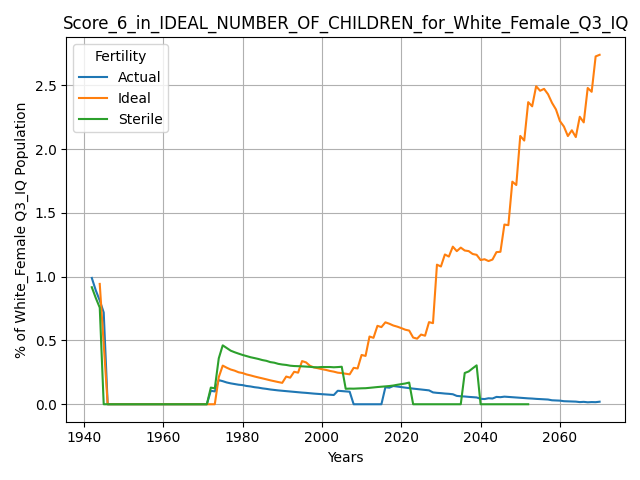 Score_6_in_IDEAL_NUMBER_OF_CHILDREN_for_White_Female_Q3_IQ
Fertility
Actual
Ideal
Sterile
% of White_Female Q3_IQ Population
2.5
2.0
1.5
1.0
0.5
0.0
1940 1960 1980 2000 2020 2040 2060
Years